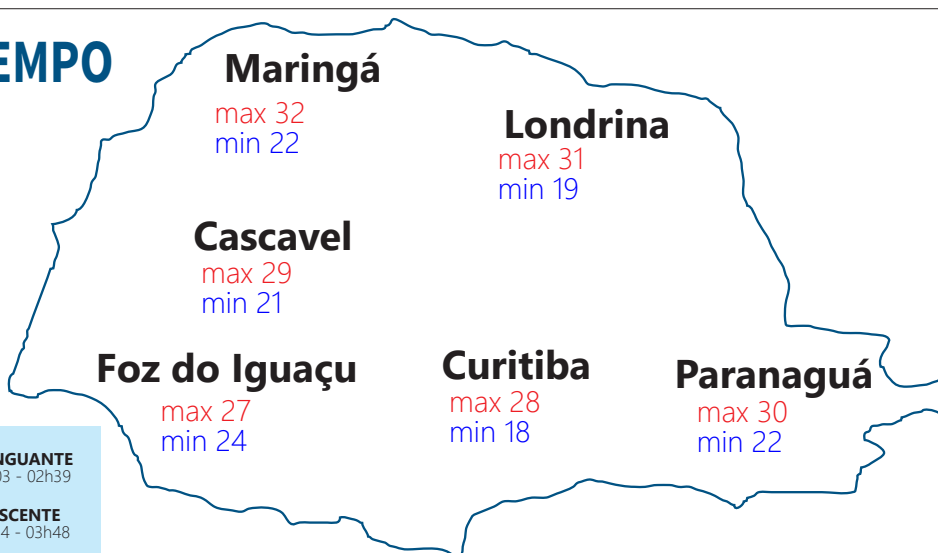 EMPO
Maringá
max 32
min 22
Londrina
max 31
min 19
Cascavel
max 29
min 21
Foz do Iguaçu
max 27
min 24
Curitiba
max 28
min 18
Paranaguá
max 30
min 22
NGUANTE
03 - 02h39
SCENTE
4 - 03h48